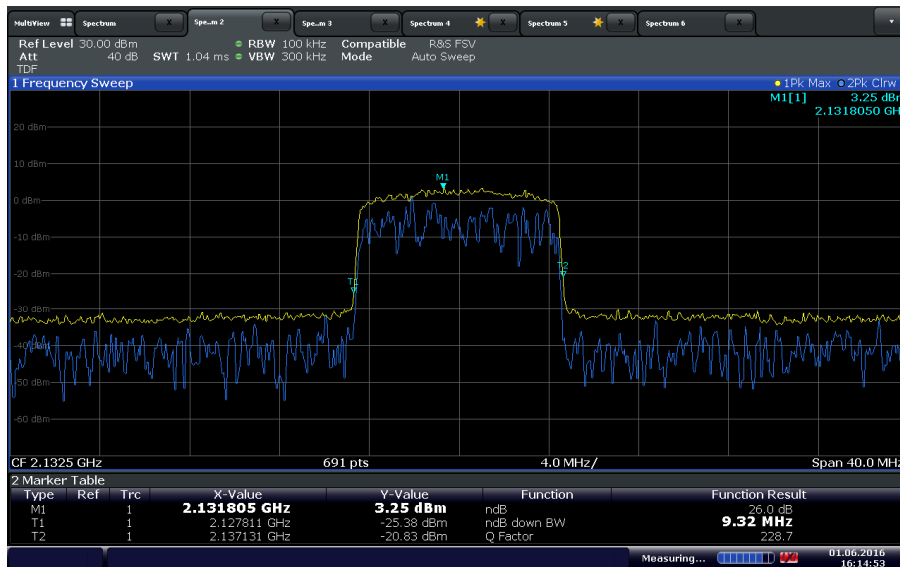 MultiView Spectrum X Spe...m 2 X Spe...m 3 X Spectrum 4 X Spectrum 5 X Spectrum 6 X
Ref Level 30.00 dBm RBW 100 kHz Compatible R&S FSV
Att 40 dB SWT 1.04 ms VBW 300 kHz Mode Auto Sweep
TDF
1 Frequency Sweep 1Pk Max 2Pk Clrw
M1[1] 3.25 dBm
2.1318050 GH
20 dBm
10 dBm
M1
0 dBm
-10 dBm
T2
-20 dBm
T1
-30 dBm
-40 dBm
-50 dBm
-60 dBm
CF 2.1325 GHz 691 pts 4.0 MHz/ Span 40.0 MHz
2 Marker Table
Type Ref Trc X-Value Y-Value Function Function Result
M1 1 2.131805 GHz 3.25 dBm ndB 26.0 dB
T1 1 2.127811 GHz -25.38 dBm ndB down BW 9.32 MHz
T2 1 2.137131 GHz -20.83 dBm Q Factor 228.7
Measuring... 01.06.2016
16:14:53